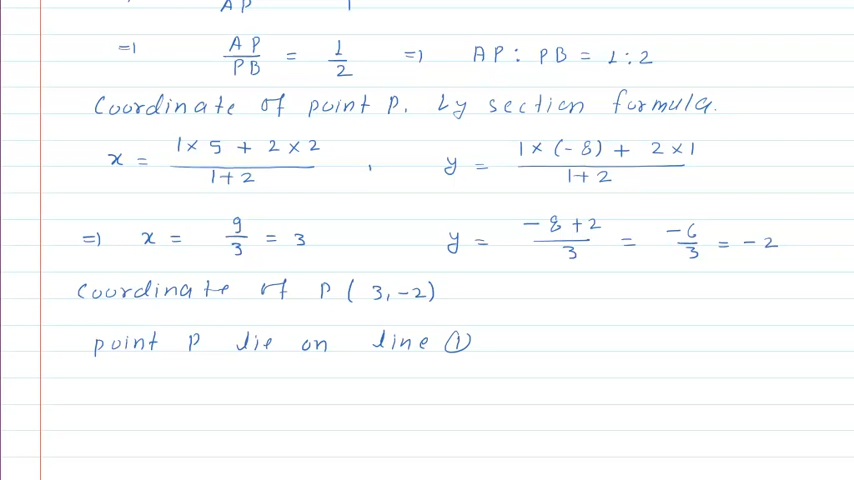 AP 1
=> AP/PB = 1/2 => AP : PB = 1:2
Coordinate of point P. by section formula.
x = (1×5 + 2×2)/(1+2) , y = (1×(-8) + 2×1)/(1+2)
=> x = 9/3 = 3 y = (-8+2)/3 = -6/3 = -2
Coordinate of P(3,-2)
point P lie on line ①